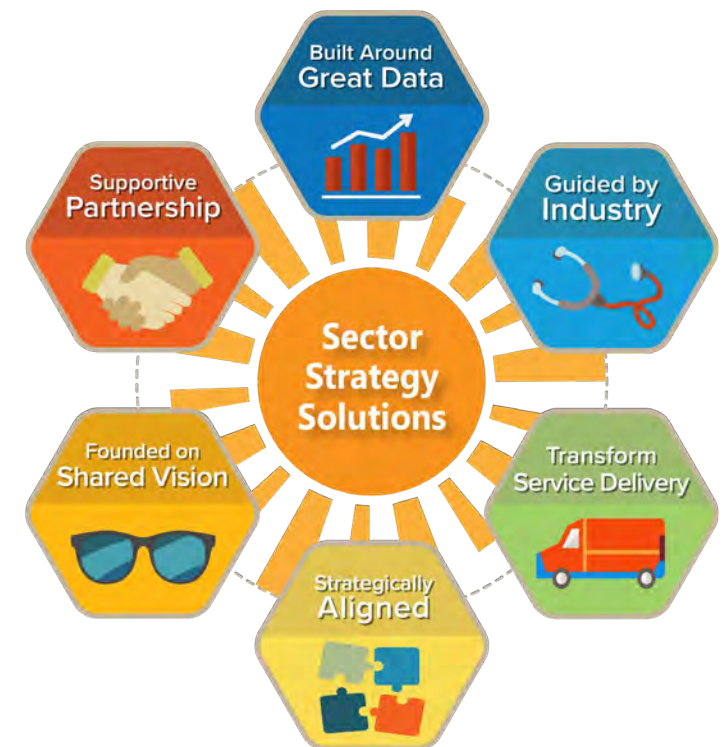 Built Around
Great Data
Guided by
Industry
Transform
Service Delivery
Strategically
Aligned
Founded on
Shared Vision
Supportive
Partnership
Sector
Strategy
Solutions